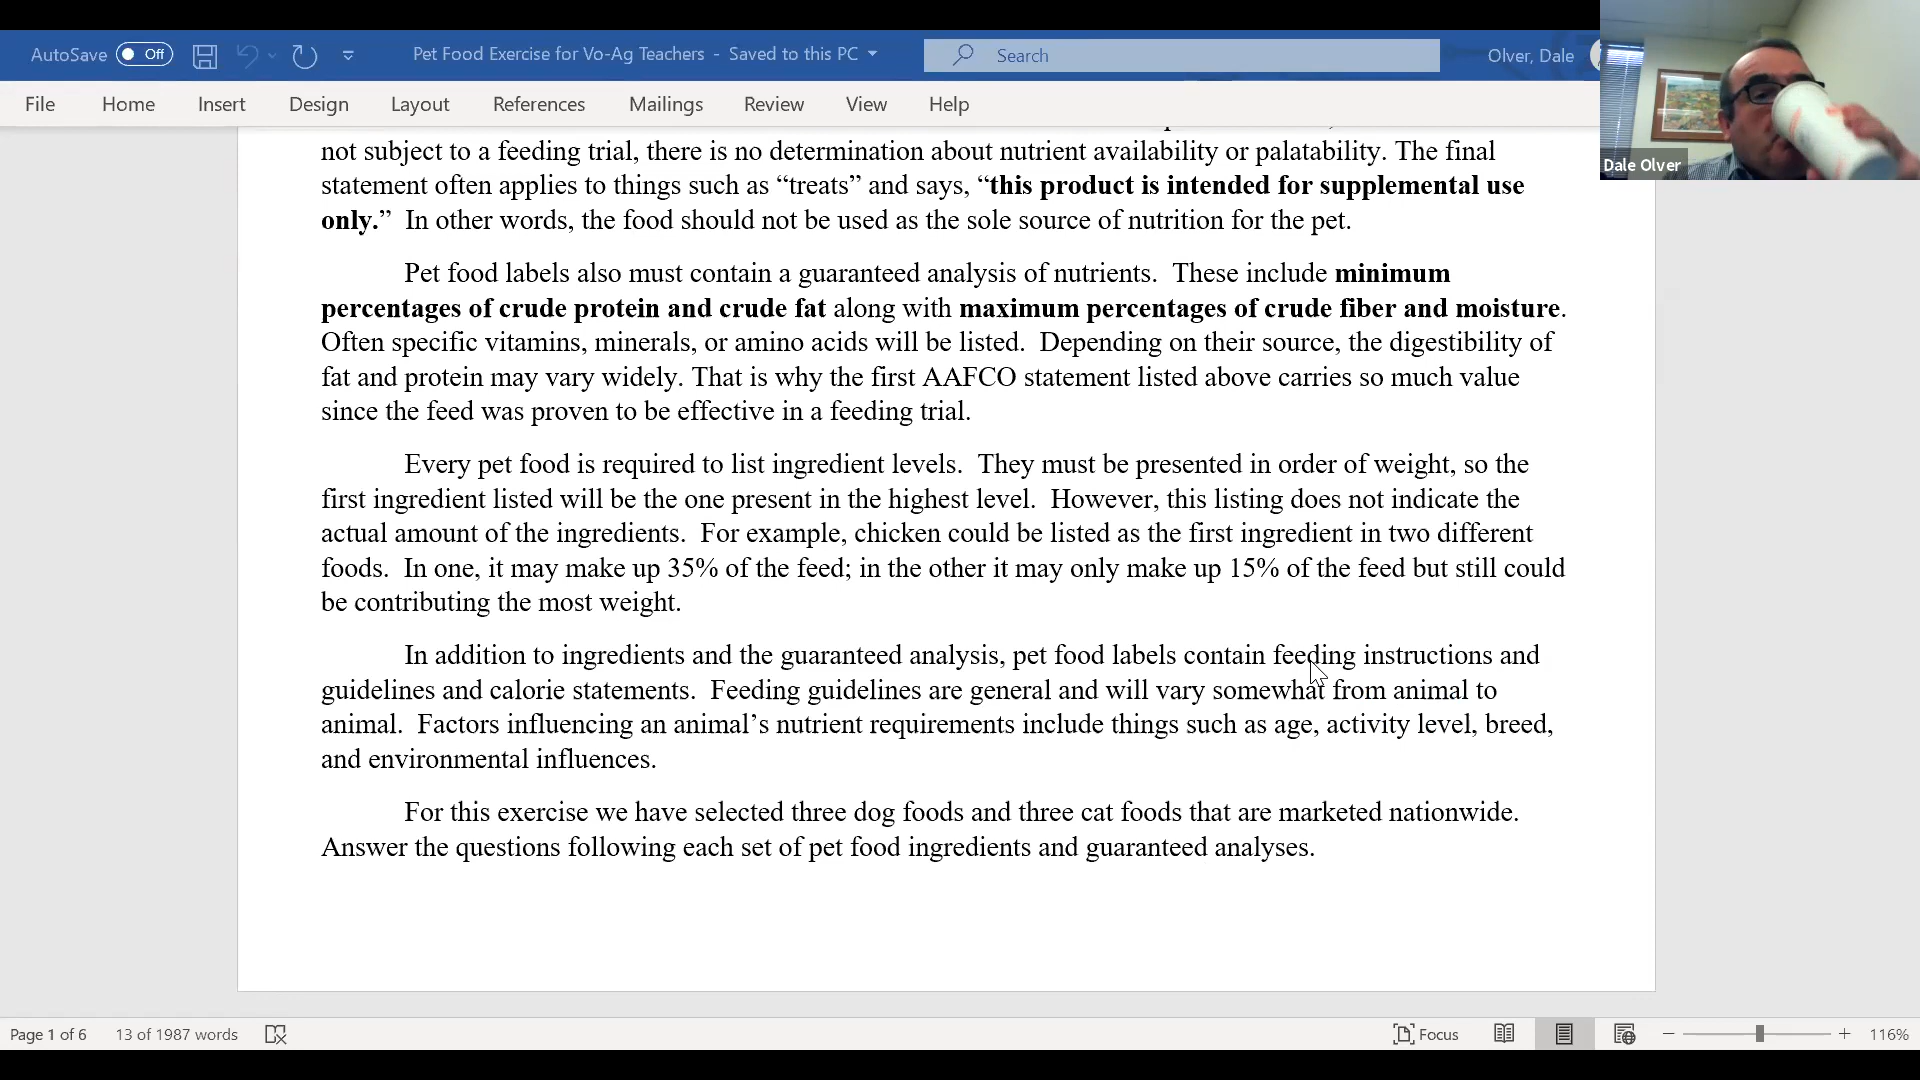 AutoSave Off Pet Food Exercise for Vo-Ag Teachers - Saved to this PC Search Olver, Dale
File Home Insert Design Layout References Mailings Review View Help
Dale Olver
not subject to a feeding trial, there is no determination about nutrient availability or palatability. The final
statement often applies to things such as “treats” and says, “this product is intended for supplemental use
only.” In other words, the food should not be used as the sole source of nutrition for the pet.
Pet food labels also must contain a guaranteed analysis of nutrients. These include minimum
percentages of crude protein and crude fat along with maximum percentages of crude fiber and moisture.
Often specific vitamins, minerals, or amino acids will be listed. Depending on their source, the digestibility of
fat and protein may vary widely. That is why the first AAFCO statement listed above carries so much value
since the feed was proven to be effective in a feeding trial.
Every pet food is required to list ingredient levels. They must be presented in order of weight, so the
first ingredient listed will be the one present in the highest level. However, this listing does not indicate the
actual amount of the ingredients. For example, chicken could be listed as the first ingredient in two different
foods. In one, it may make up 35% of the feed; in the other it may only make up 15% of the feed but still could
be contributing the most weight.
In addition to ingredients and the guaranteed analysis, pet food labels contain feeding instructions and
guidelines and calorie statements. Feeding guidelines are general and will vary somewhat from animal to
animal. Factors influencing an animal’s nutrient requirements include things such as age, activity level, breed,
and environmental influences.
For this exercise we have selected three dog foods and three cat foods that are marketed nationwide.
Answer the questions following each set of pet food ingredients and guaranteed analyses.
Page 1 of 6 13 of 1987 words Focus 116%